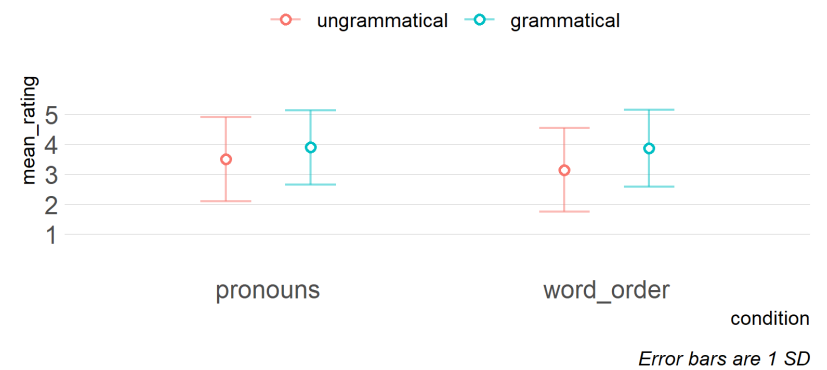 ungrammatical grammatical
mean_rating
5
4
3
2
1
pronouns word_order
condition
Error bars are 1 SD